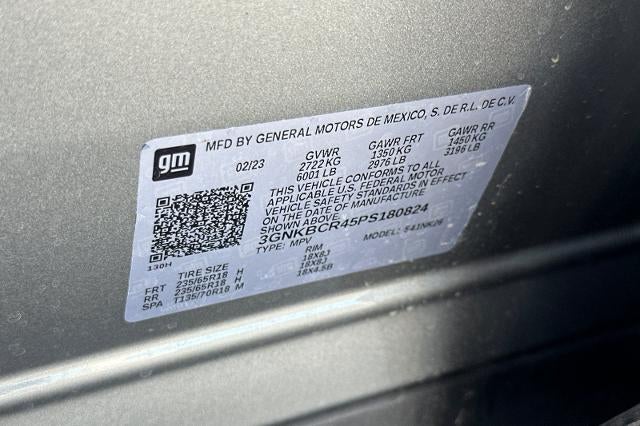 gm
MFD BY GENERAL MOTORS DE MEXICO, S. DE R.L. DE C.V.
02/23 GVWR GAWR FRT GAWR RR
2722 KG 1350 KG 1450 KG
6001 LB 2976 LB 3196 LB
THIS VEHICLE CONFORMS TO ALL
APPLICABLE U.S. FEDERAL MOTOR
VEHICLE SAFETY STANDARDS IN EFFECT
ON THE DATE OF MANUFACTURE
SHOWN ABOVE.
3GNKBCR45PS180824
TYPE: MPV MODEL: 541NK26
130H
TIRE SIZE RIM
FRT 235/65R18 H 18X8J
RR 235/65R18 H 18X8J
SPA T135/70R18 M 18X4.5B